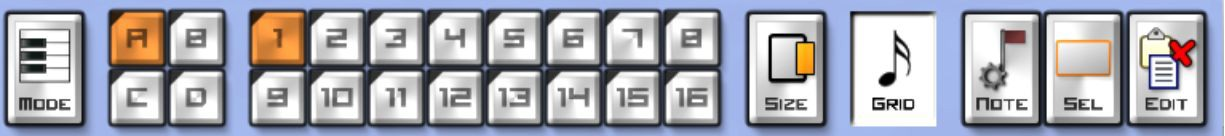 A B 1 2 3 4 5 6 7 8
C D 9 10 11 12 13 14 15 16
MODE SIZE GRID NOTE SEL EDIT